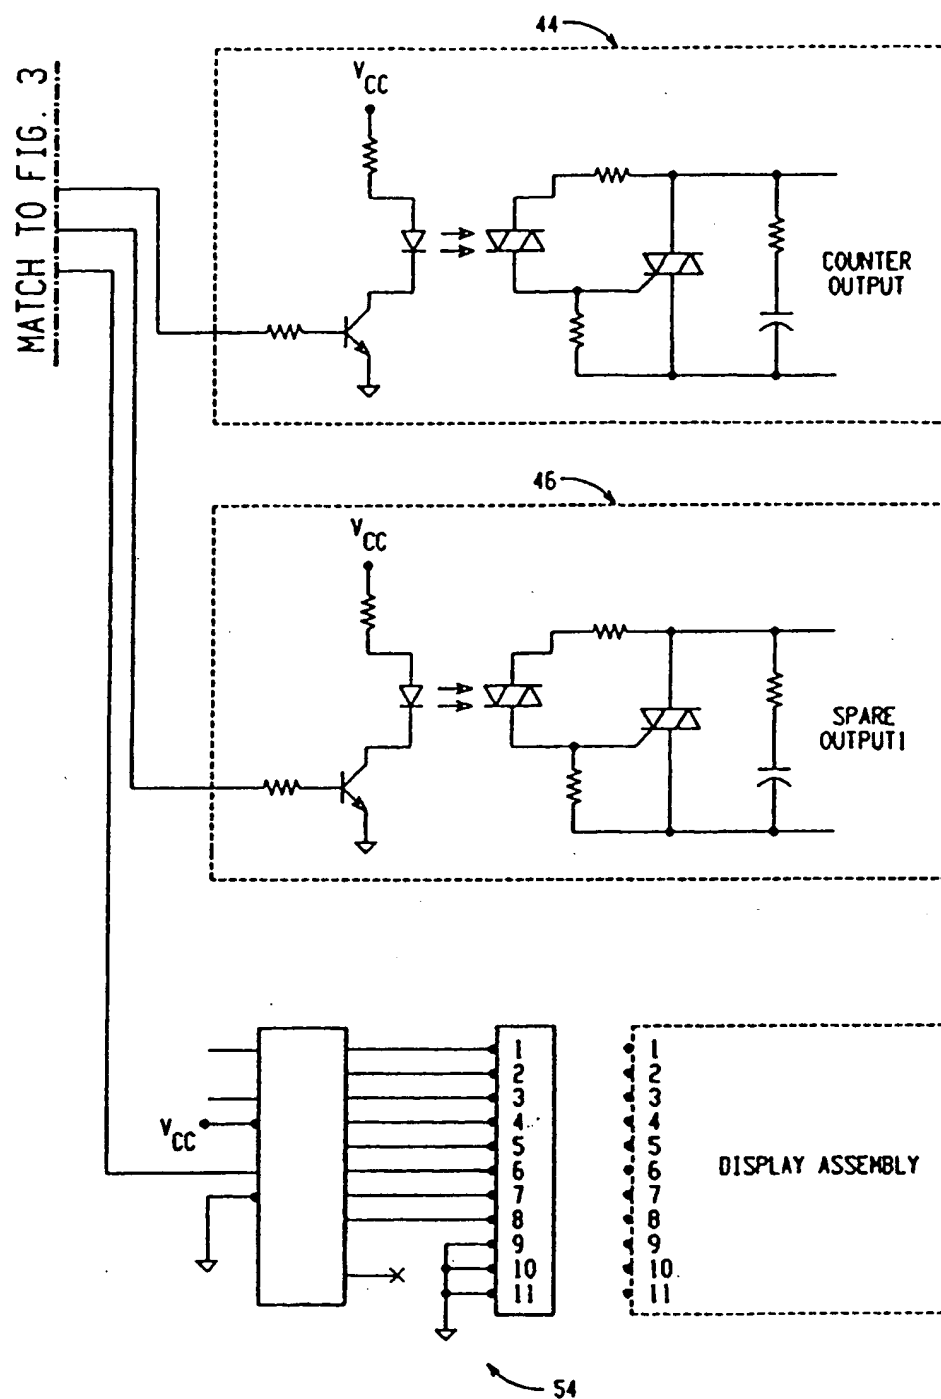 MATCH TO FIG. 3
44
VCC
COUNTER
OUTPUT
46
VCC
SPARE
OUTPUT1
VCC
1
2
3
4
5
6
7
8
9
10
11
1
2
3
4
5
6
7
8
9
10
11
DISPLAY ASSEMBLY
54